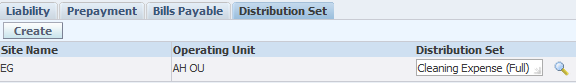 Liability Prepayment Bills Payable Distribution Set
Create
Site Name Operating Unit Distribution Set
EG AH OU Cleaning Expense (Full)